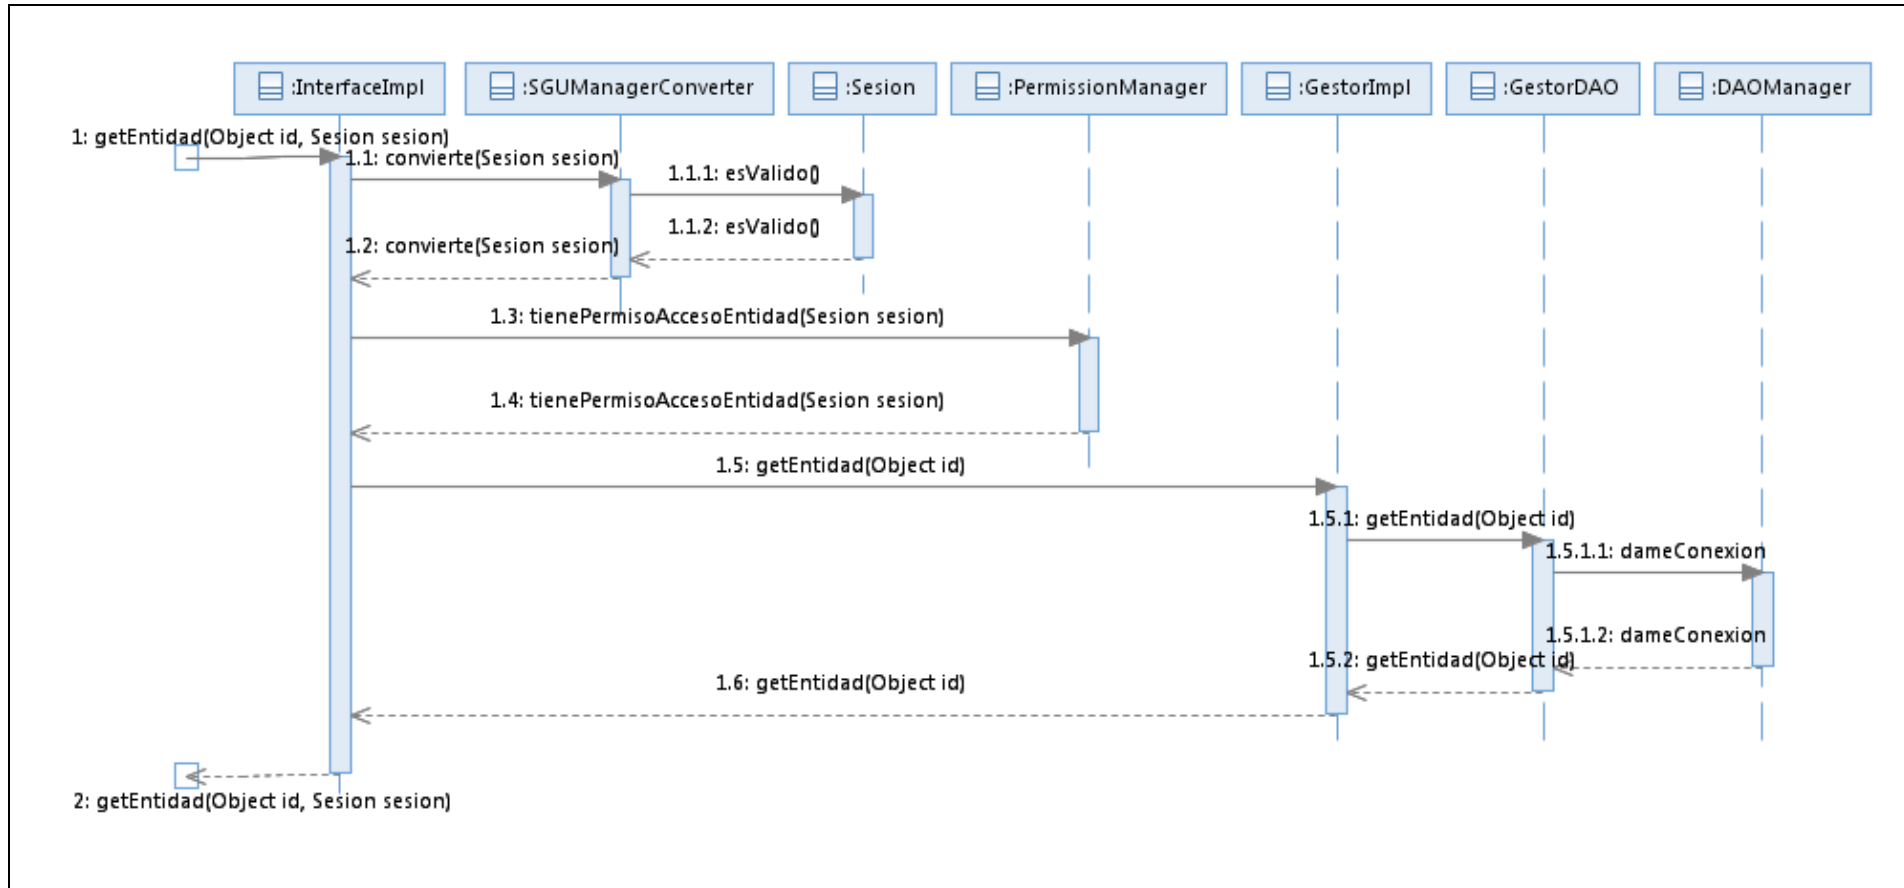 :InterfaceImpl
:SGUManagerConverter
:Sesion
:PermissionManager
:GestorImpl
:GestorDAO
:DAOManager
1: getEntidad(Object id, Sesion sesion)
1.1: convierte(Sesion sesion)
1.1.1: esValido()
1.1.2: esValido()
1.2: convierte(Sesion sesion)
1.3: tienePermisoAccesoEntidad(Sesion sesion)
1.4: tienePermisoAccesoEntidad(Sesion sesion)
1.5: getEntidad(Object id)
1.5.1: getEntidad(Object id)
1.5.1.1: dameConexion
1.5.1.2: dameConexion
1.5.2: getEntidad(Object id)
1.6: getEntidad(Object id)
2: getEntidad(Object id, Sesion sesion)